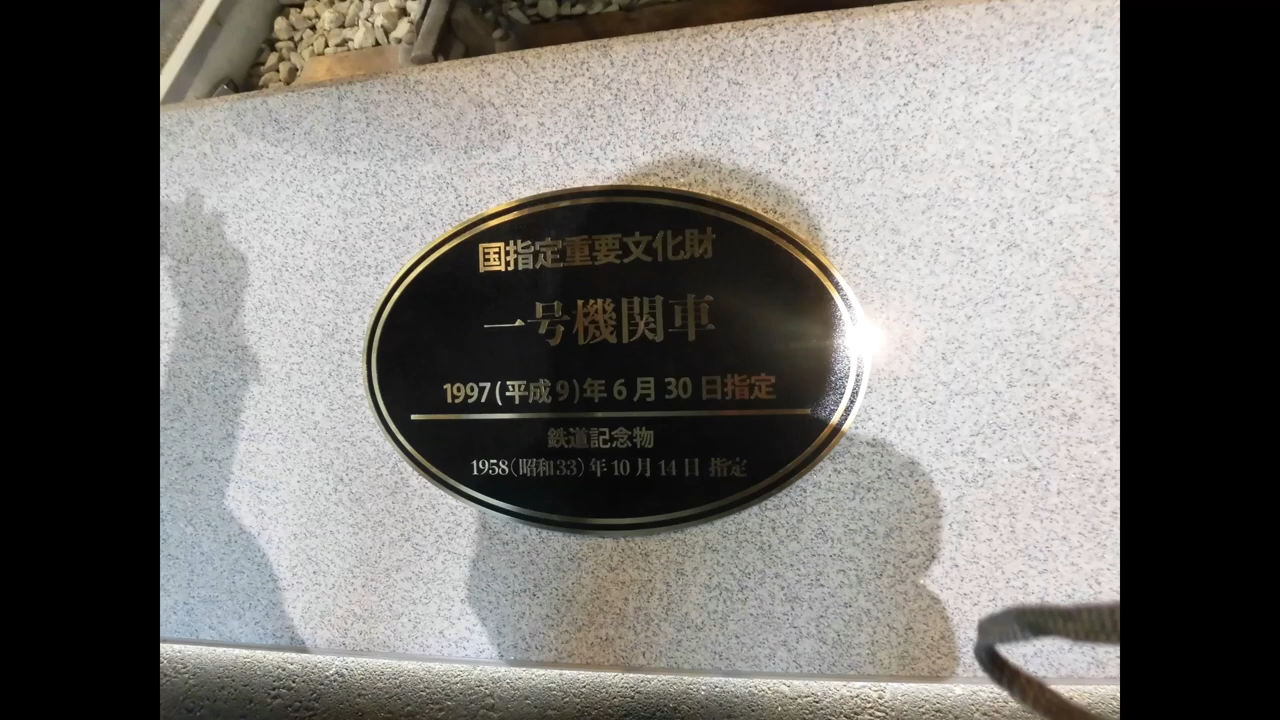 国指定重要文化財
一号機関車
1997(平成9)年6月30日指定
鉄道記念物
1958(昭和33)年10月14日 指定